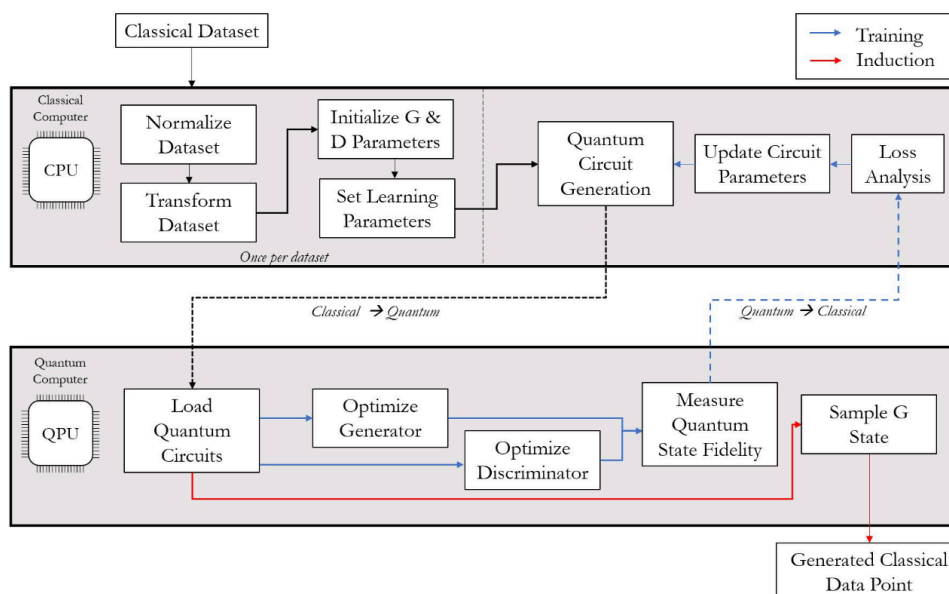 Classical Dataset
Training
Induction
Classical
Computer
CPU
Normalize
Dataset
Transform
Dataset
Initialize G &
D Parameters
Set Learning
Parameters
Once per dataset
Quantum
Circuit
Generation
Update Circuit
Parameters
Loss
Analysis
Classical → Quantum
Quantum → Classical
Quantum
Computer
QPU
Load
Quantum
Circuits
Optimize
Generator
Optimize
Discriminator
Measure
Quantum
State Fidelity
Sample G
State
Generated Classical
Data Point